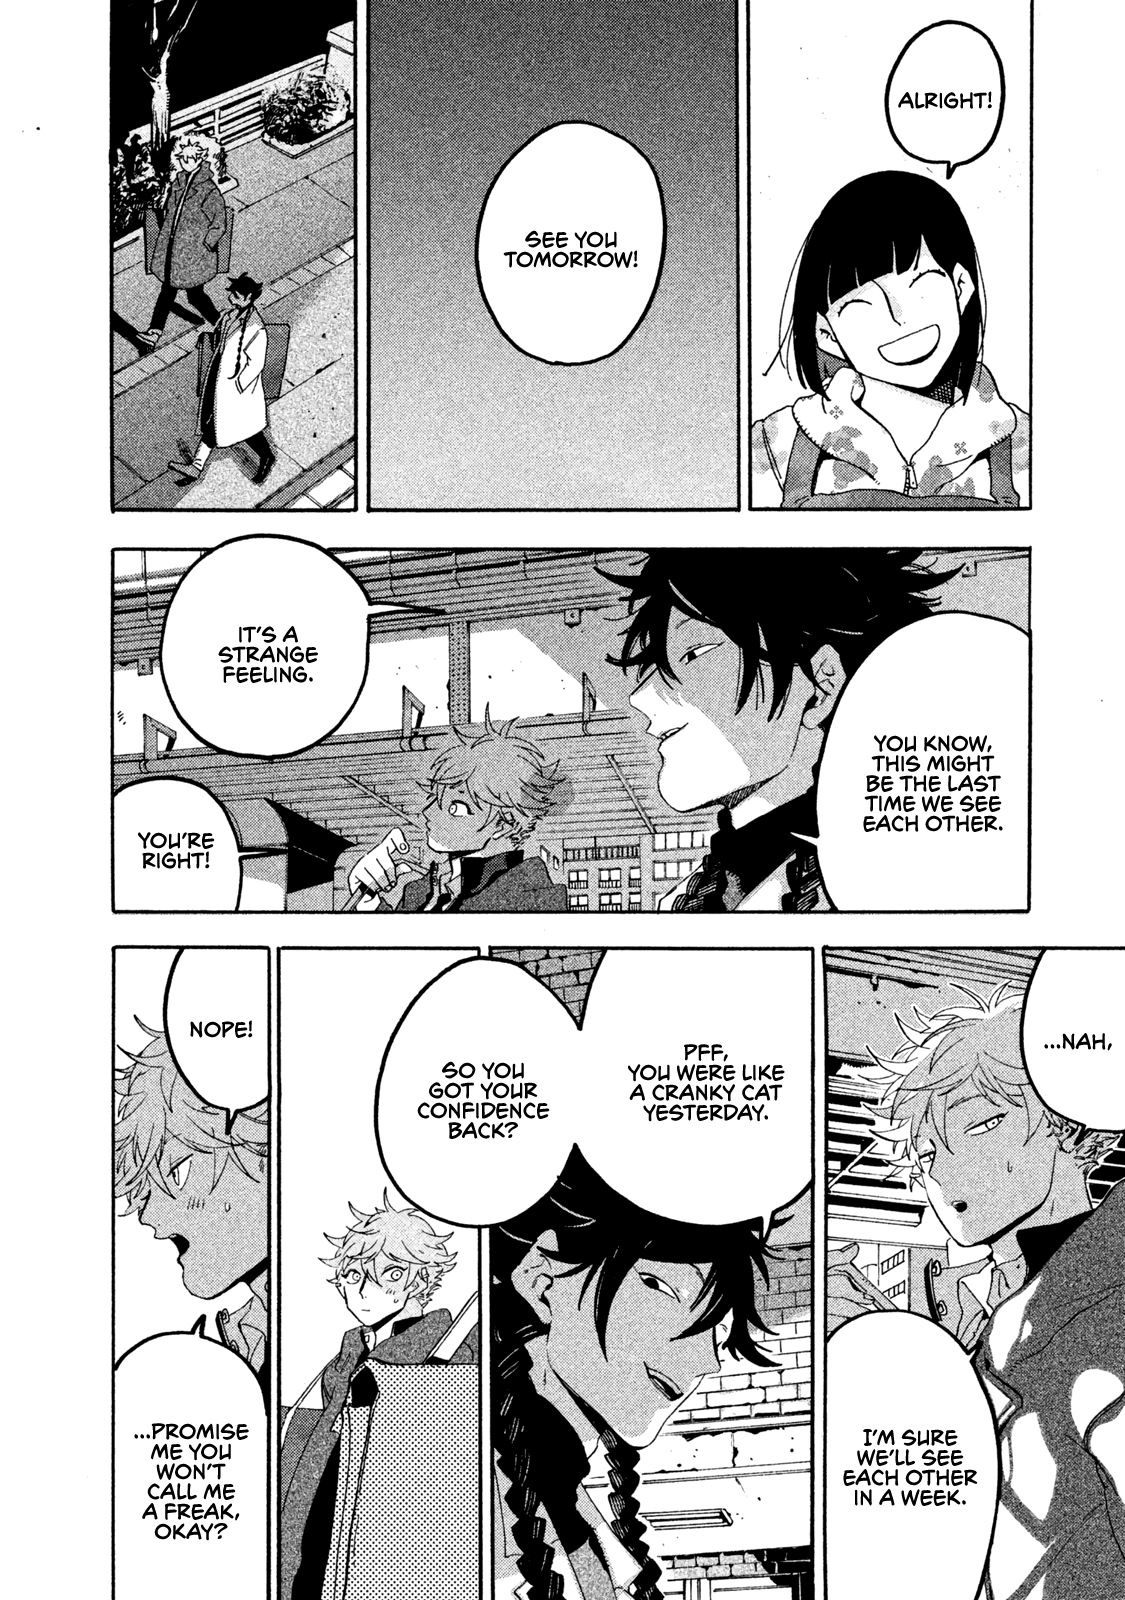 ALRIGHT!
SEE YOU
TOMORROW!
YOU KNOW,
THIS MIGHT
BE THE LAST
TIME WE SEE
EACH OTHER.
IT'S A
STRANGE
FEELING.
YOU'RE
RIGHT!
...NAH,
I'M SURE
WE'LL SEE
EACH OTHER
IN A WEEK.
PFF,
YOU WERE LIKE
A CRANKY CAT
YESTERDAY.
SO YOU
GOT YOUR
CONFIDENCE
BACK?
NOPE!
...PROMISE
ME YOU
WON'T
CALL ME
A FREAK,
OKAY?